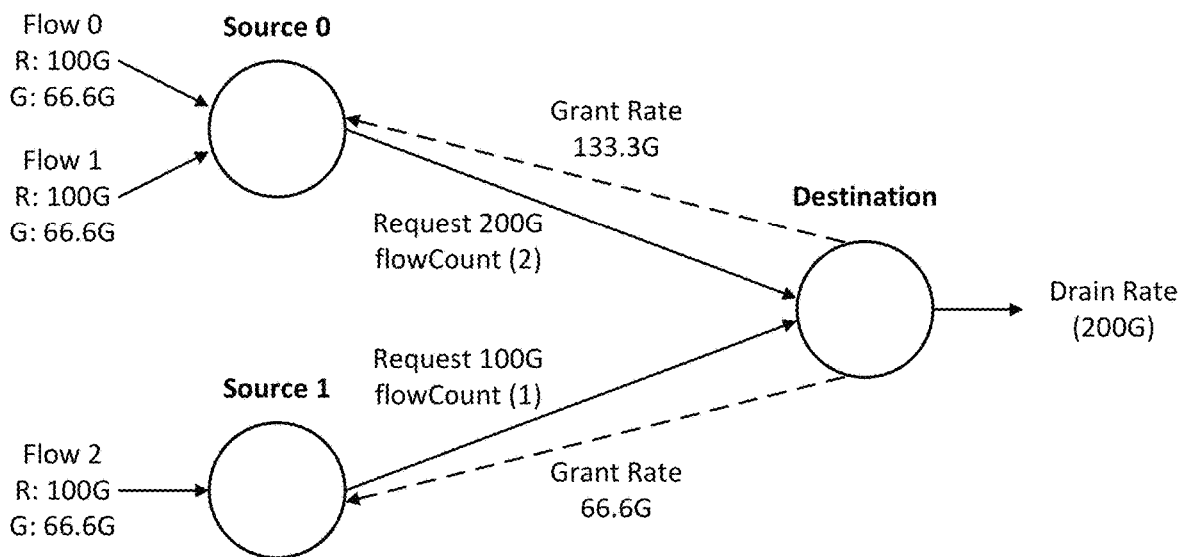 Flow 0
R: 100G
G: 66.6G
Source 0
Flow 1
R: 100G
G: 66.6G
Grant Rate
133.3G
Request 200G
flowCount (2)
Destination
Drain Rate
(200G)
Request 100G
flowCount (1)
Source 1
Flow 2
R: 100G
G: 66.6G
Grant Rate
66.6G